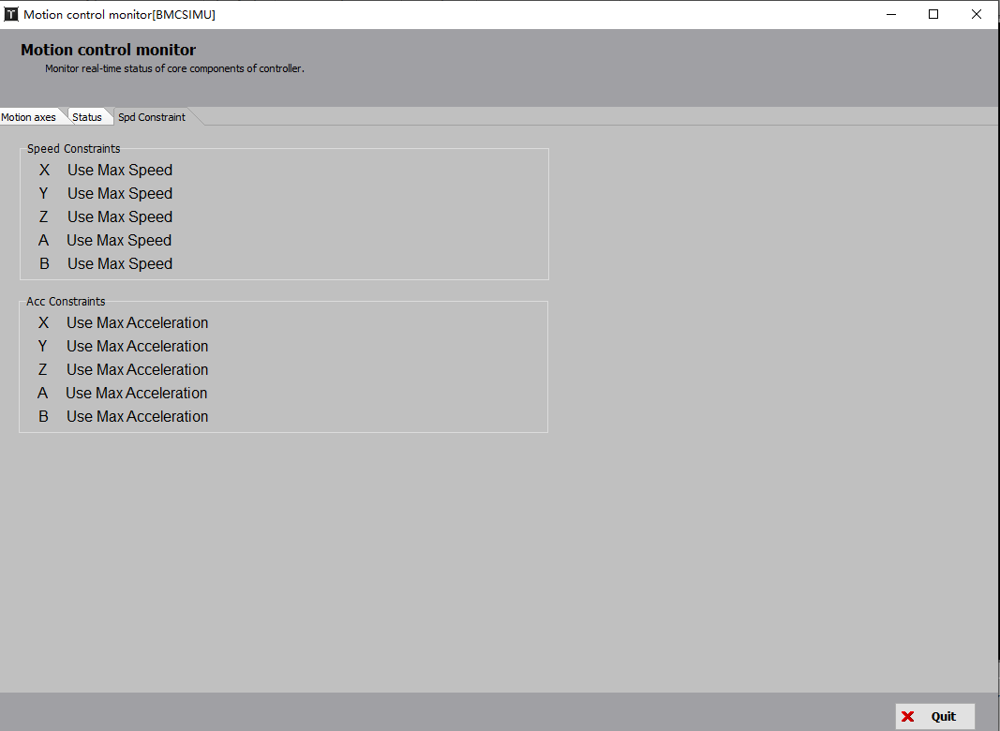 Motion control monitor[BMCSIMU]
Motion control monitor
Monitor real-time status of core components of controller.
Motion axes Status Spd Constraint
Speed Constraints
X Use Max Speed
Y Use Max Speed
Z Use Max Speed
A Use Max Speed
B Use Max Speed
Acc Constraints
X Use Max Acceleration
Y Use Max Acceleration
Z Use Max Acceleration
A Use Max Acceleration
B Use Max Acceleration
Quit